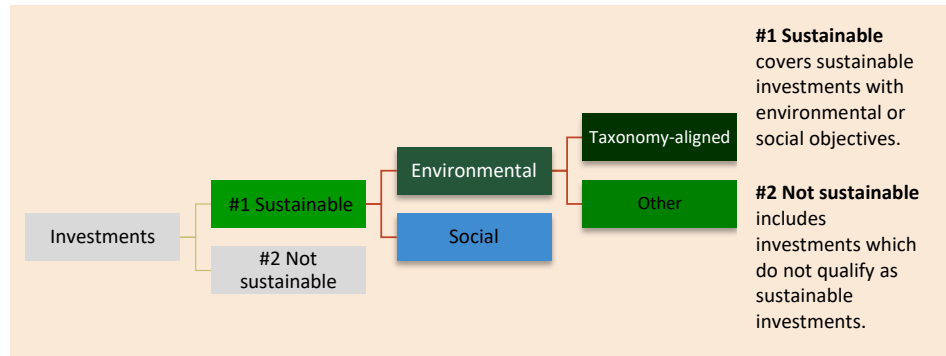 Investments
#1 Sustainable
#2 Not
sustainable
Environmental
Social
Taxonomy-aligned
Other
#1 Sustainable
covers sustainable
investments with
environmental or
social objectives.
#2 Not sustainable
includes
investments which
do not qualify as
sustainable
investments.